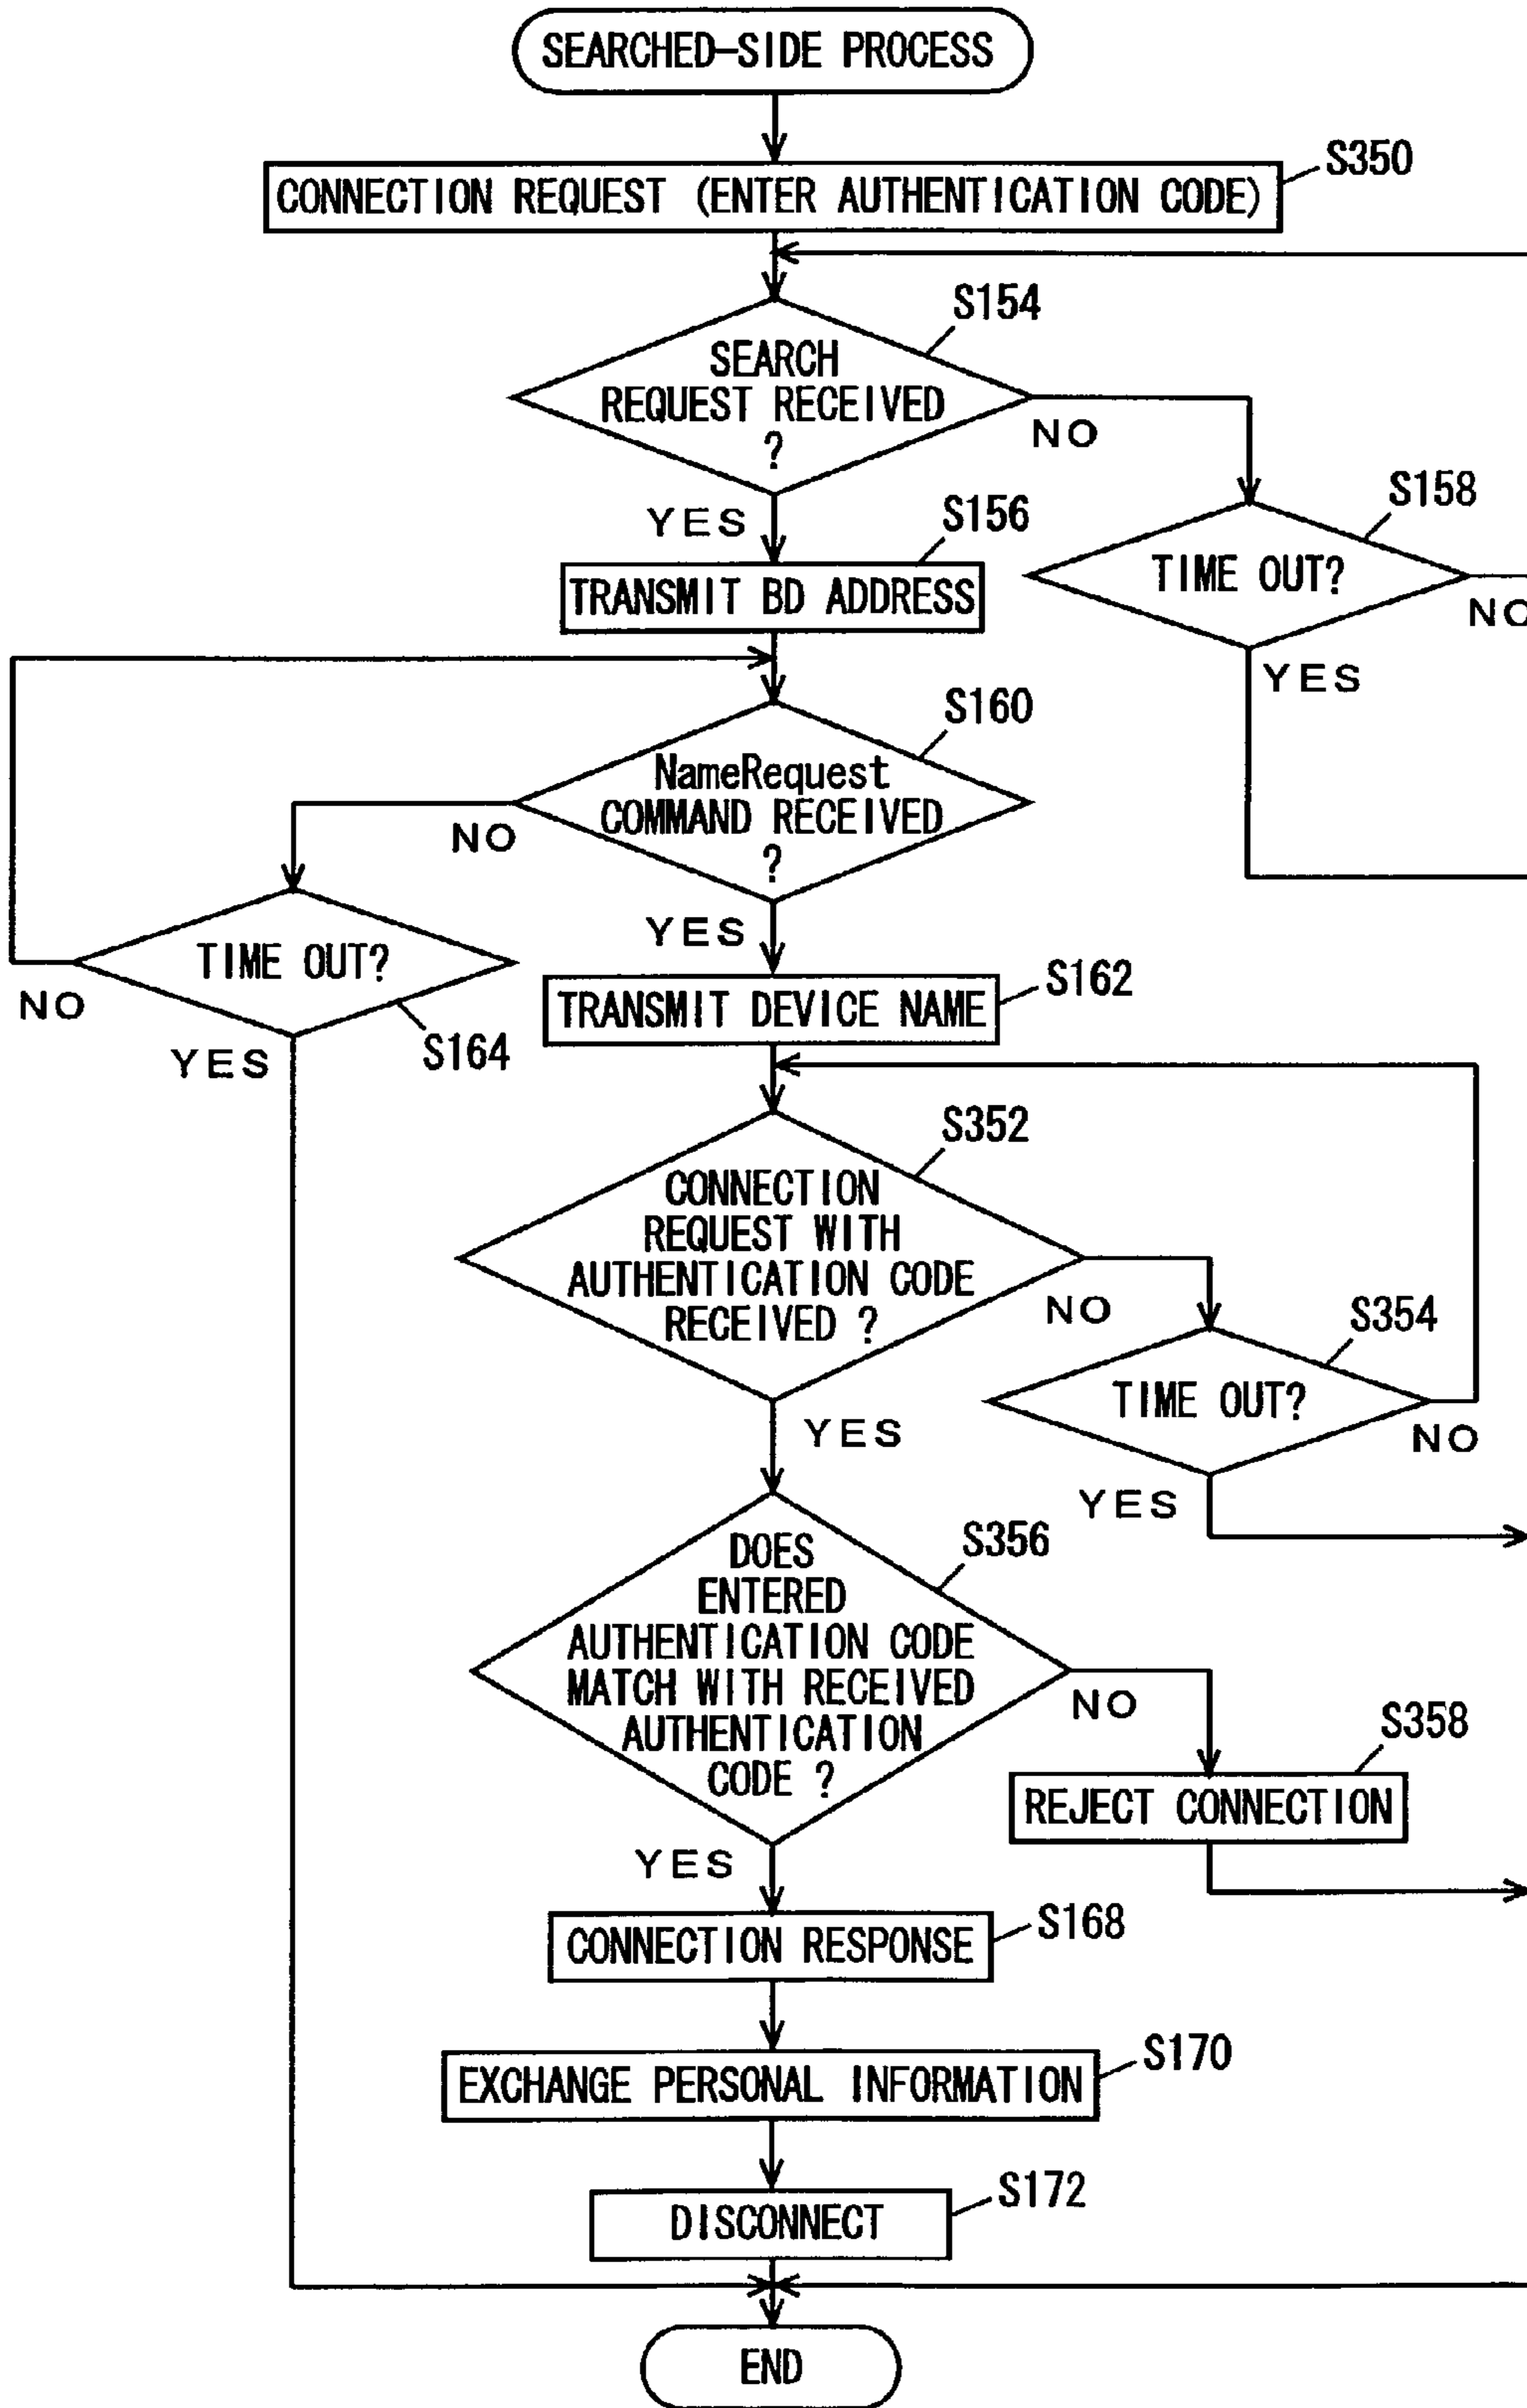 SEARCHED-SIDE PROCESS
S350
CONNECTION REQUEST (ENTER AUTHENTICATION CODE)
S154
SEARCH
REQUEST RECEIVED
?
NO
YES
S156
S158
TRANSMIT BD ADDRESS
TIME OUT?
NO
YES
S160
NameRequest
COMMAND RECEIVED
?
NO
YES
TIME OUT?
NO
S164
YES
S162
TRANSMIT DEVICE NAME
S352
CONNECTION
REQUEST WITH
AUTHENTICATION CODE
RECEIVED ?
NO
S354
TIME OUT?
NO
YES
YES
S356
DOES
ENTERED
AUTHENTICATION CODE
MATCH WITH RECEIVED
AUTHENTICATION
CODE ?
NO
S358
REJECT CONNECTION
YES
S168
CONNECTION RESPONSE
S170
EXCHANGE PERSONAL INFORMATION
S172
DISCONNECT
END